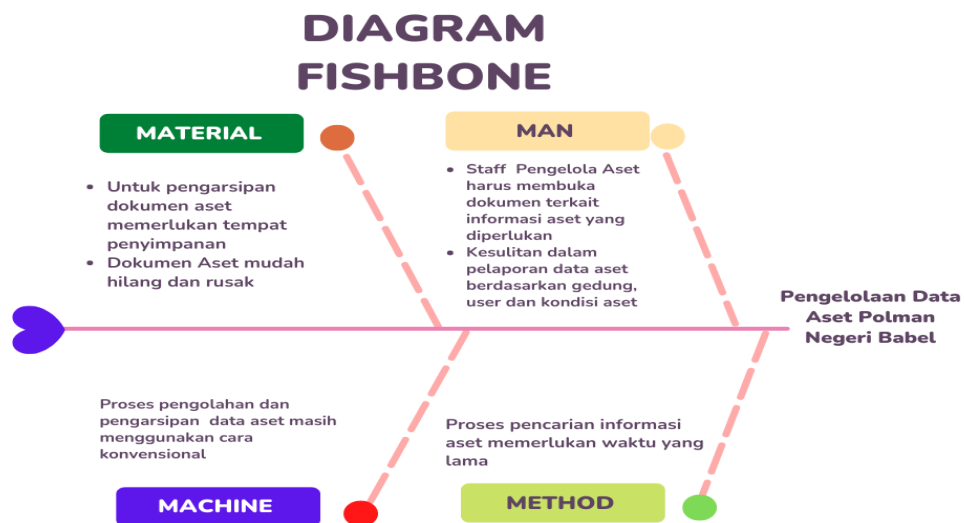 DIAGRAM
FISHBONE
MATERIAL
• Untuk pengarsipan
dokumen aset
memerlukan tempat
penyimpanan
• Dokumen Aset mudah
hilang dan rusak
MAN
• Staff Pengelola Aset
harus membuka
dokumen terkait
informasi aset yang
diperlukan
• Kesulitan dalam
pelaporan data aset
berdasarkan gedung,
user dan kondisi aset
Pengelolaan Data
Aset Polman
Negeri Babel
Proses pengolahan dan
pengarsipan data aset masih
menggunakan cara
konvensional
MACHINE
Proses pencarian informasi
aset memerlukan waktu yang
lama
METHOD